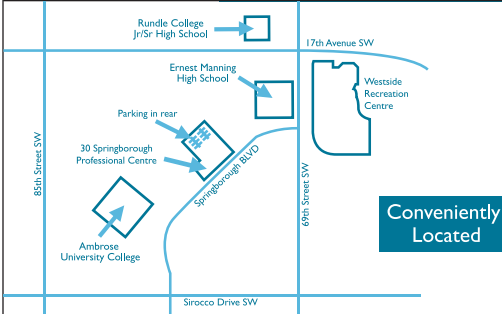 Rundle College
Jr/Sr High School
17th Avenue SW
Ernest Manning
High School
Westside
Recreation
Centre
Parking in rear
30 Springborough
Professional Centre
Springborough BLVD
85th Street SW
69th Street SW
Conveniently
Located
Ambrose
University College
Sirocco Drive SW